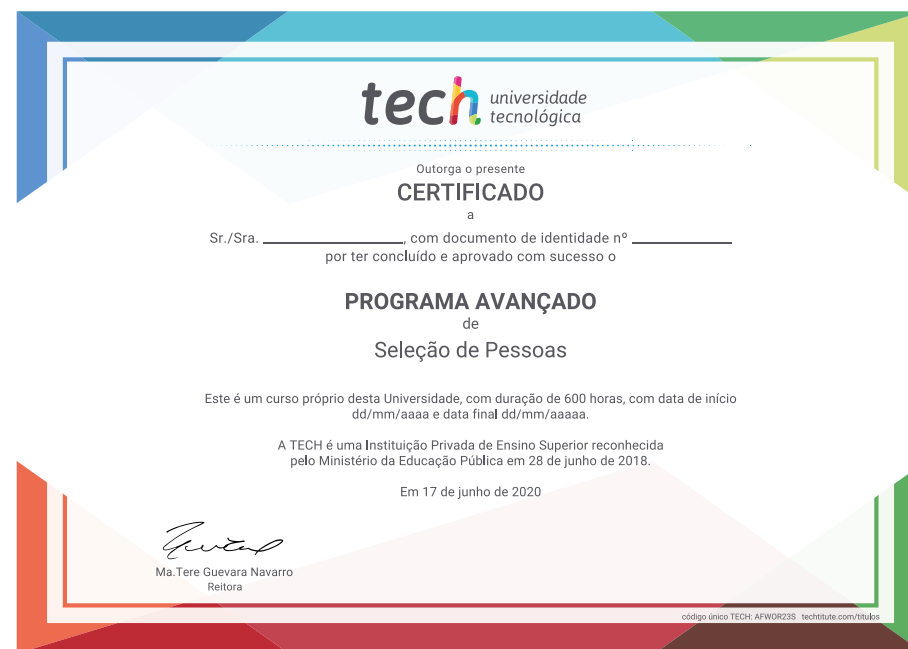 tech universidade
tecnológica
Outorga o presente
CERTIFICADO
a
Sr./Sra. ____________, com documento de identidade nº ____________
por ter concluído e aprovado com sucesso o
PROGRAMA AVANÇADO
de
Seleção de Pessoas
Este é um curso próprio desta Universidade, com duração de 600 horas, com data de início
dd/mm/aaaa e data final dd/mm/aaaaa.
A TECH é uma Instituição Privada de Ensino Superior reconhecida
pelo Ministério da Educação Pública em 28 de junho de 2018.
Em 17 de junho de 2020
Ma.Tere Guevara Navarro
Reitora
código único TECH: AFWOR23S techtitute.com/titulos